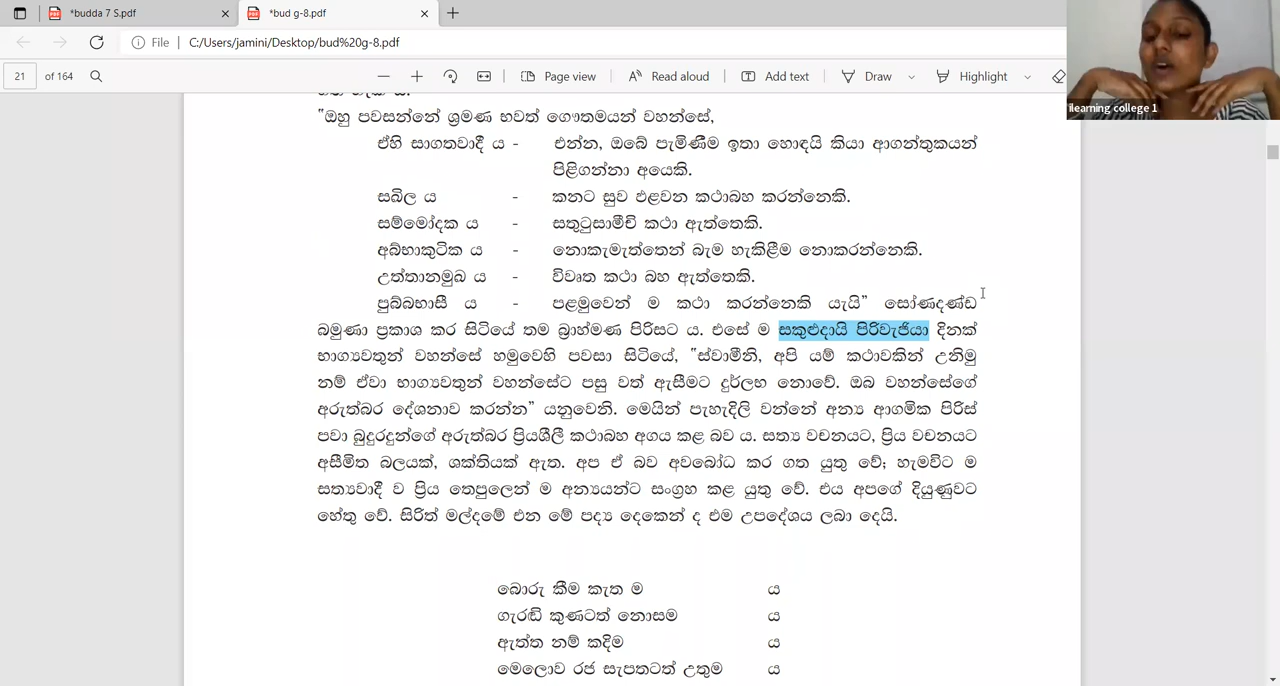 *budda 7 S.pdf
*bud g-8.pdf
File C:/Users/jamini/Desktop/bud%20g-8.pdf
21 of 164 Page view Read aloud Add text Draw Highlight
ilearning college 1
"ඔහු පවසන්නේ ශ්‍රමණ භවත් ගෞතමයන් වහන්සේ,
ඒහි සාගතවාදී ය - එන්න, ඔබේ පැමිණීම ඉතා හොඳයි කියා ආගන්තුකයන්
පිළිගන්නා අයෙකි.
සඛිල ය - කනට සුව එළවන කථාබහ කරන්නෙකි.
සම්මෝදක ය - සතුටුසාමීචි කථා ඇත්තෙකි.
අබ්භාකුටික ය - නොකැමැත්තෙන් බැම හැකිළීම නොකරන්නෙකි.
උත්තානමුඛ ය - විවෘත කථා බහ ඇත්තෙකි.
පුබ්බභාසී ය - පළමුවෙන් ම කථා කරන්නෙකි යැයි" සෝණදණ්ඩ
බමුණා ප්‍රකාශ කර සිටියේ තම බ්‍රාහ්මණ පිරිසට ය. එසේ ම සකුළුදායි පිරිවැජියා දිනක්
භාග්‍යවතුන් වහන්සේ හමුවෙහි පවසා සිටියේ, "ස්වාමීනි, අපි යම් කථාවකින් උනිමු
නම් ඒවා භාග්‍යවතුන් වහන්සේට පසු වත් ඇසීමට දුර්ලභ නොවේ. ඔබ වහන්සේගේ
අරුත්බර දේශනාව කරන්න" යනුවෙනි. මෙයින් පැහැදිලි වන්නේ අන්‍ය ආගමික පිරිස්
පවා බුදුරදුන්ගේ අරුත්බර ප්‍රියශීලී කථාබහ අගය කළ බව ය. සත්‍ය වචනයට, ප්‍රිය වචනයට
අසීමිත බලයක්, ශක්තියක් ඇත. අප ඒ බව අවබෝධ කර ගත යුතු වේ; හැමවිට ම
සත්‍යවාදී ව ප්‍රිය තෙපුලෙන් ම අන්‍යයන්ට සංග්‍රහ කළ යුතු වේ. එය අපගේ දියුණුවට
හේතු වේ. සිරිත් මල්දමේ එන මේ පද්‍ය දෙකෙන් ද එම උපදේශය ලබා දෙයි.
බොරු කීම කැත ම ය
ගැරඬි කුණටත් නොසම ය
ඇත්ත නම් කදිම ය
මෙලොව රජ සැපතටත් උතුම ය